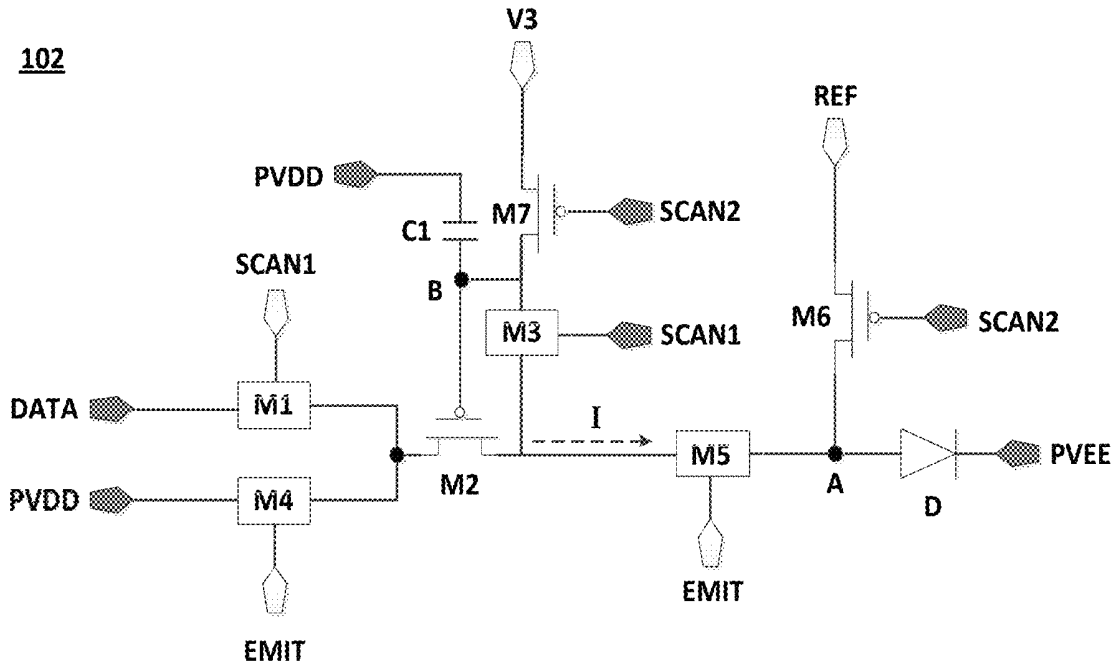 V3
102
REF
PVDD
M7
SCAN2
C1
SCAN1
B
M6
SCAN2
M3
SCAN1
DATA
M1
I
M5
PVEE
PVDD
M4
M2
A
D
EMIT
EMIT